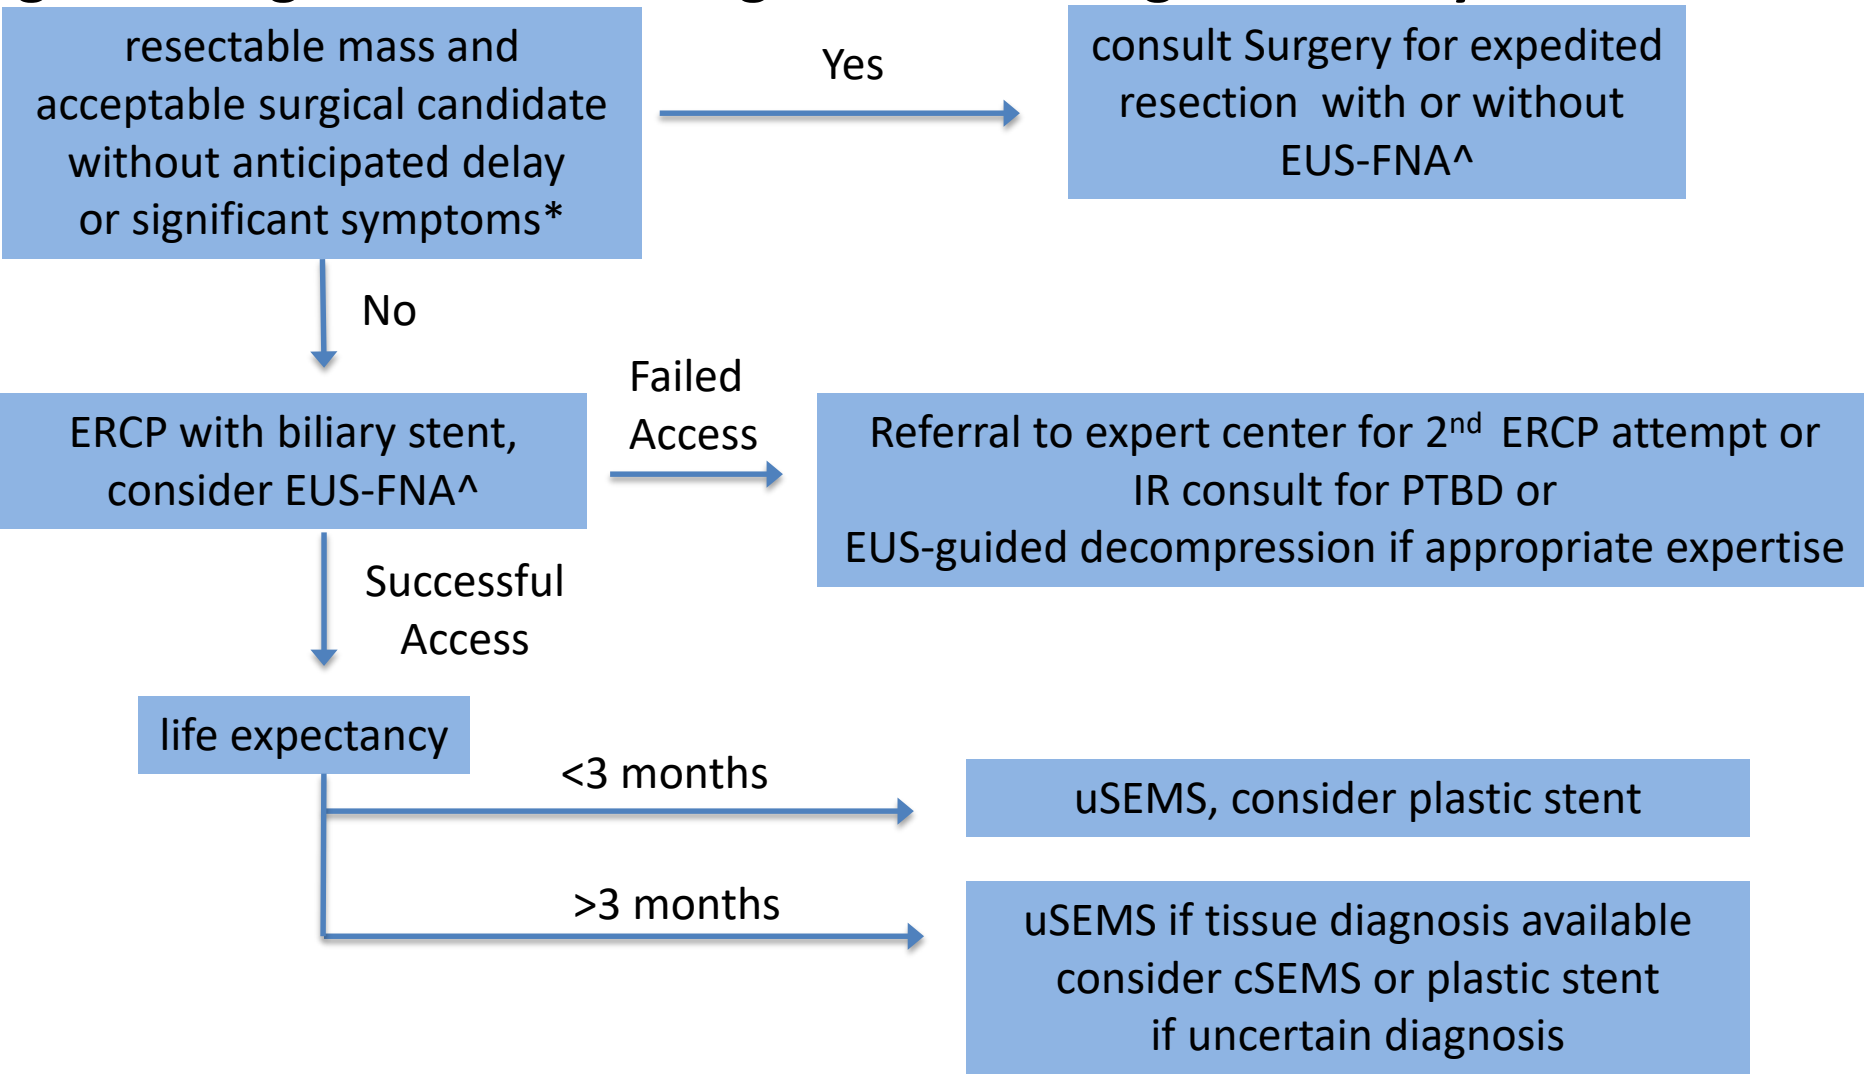 resectable mass and
acceptable surgical candidate
without anticipated delay
or significant symptoms*
Yes
consult Surgery for expedited
resection with or without
EUS-FNA^
No
ERCP with biliary stent,
consider EUS-FNA^
Failed
Access
Referral to expert center for 2nd ERCP attempt or
IR consult for PTBD or
EUS-guided decompression if appropriate expertise
Successful
Access
life expectancy
<3 months
uSEMS, consider plastic stent
>3 months
uSEMS if tissue diagnosis available
consider cSEMS or plastic stent
if uncertain diagnosis